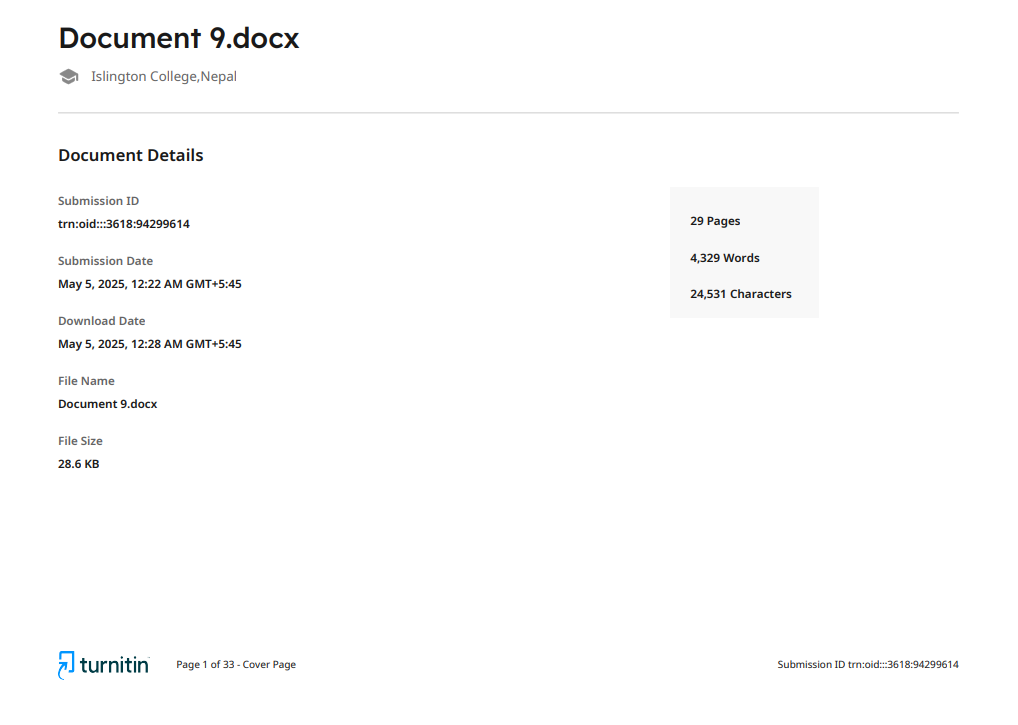 Document 9.docx
Islington College,Nepal
Document Details
Submission ID
trn:oid:::3618:94299614
Submission Date
May 5, 2025, 12:22 AM GMT+5:45
Download Date
May 5, 2025, 12:28 AM GMT+5:45
File Name
Document 9.docx
File Size
28.6 KB
29 Pages
4,329 Words
24,531 Characters
turnitin Page 1 of 33 - Cover Page Submission ID trn:oid:::3618:94299614